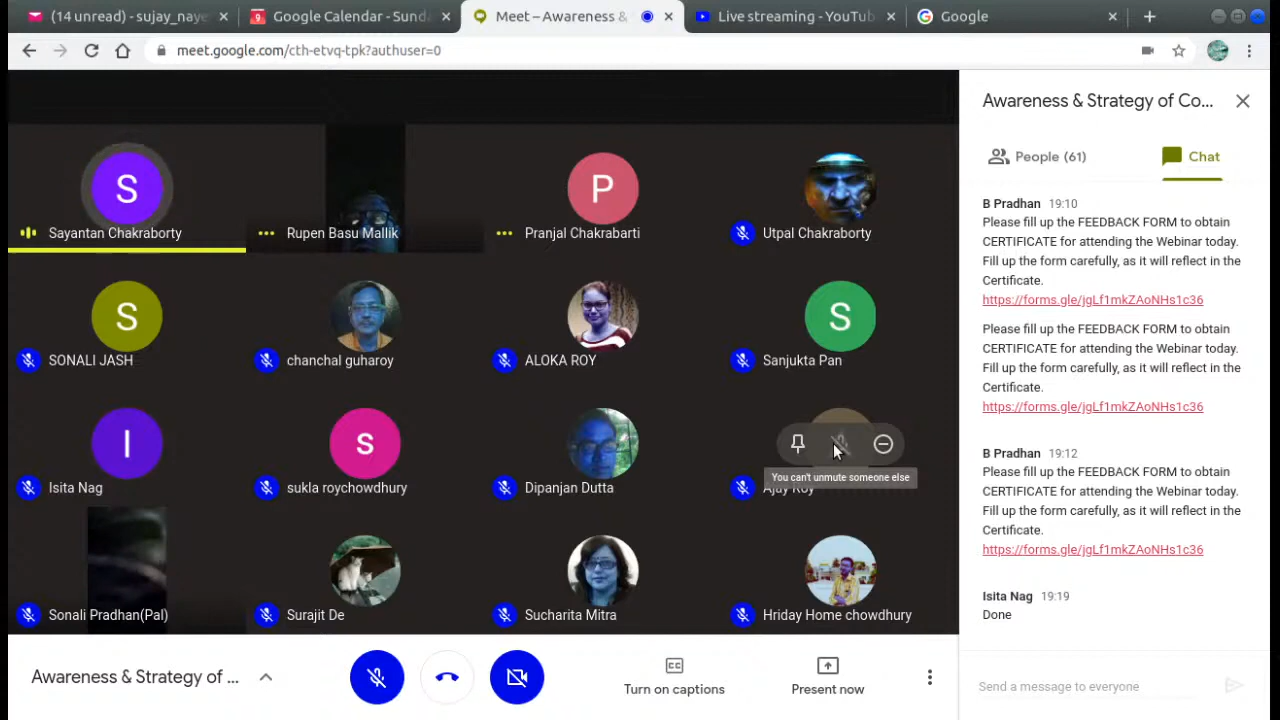 (14 unread) - sujay_naye
Google Calendar - Sund
Meet – Awareness &
Live streaming - YouTub
Google
meet.google.com/cth-etvq-tpk?authuser=0
Awareness & Strategy of Co...
People (61)
Chat
S
Sayantan Chakraborty
Rupen Basu Mallik
P
Pranjal Chakrabarti
Utpal Chakraborty
S
SONALI JASH
chanchal guharoy
ALOKA ROY
S
Sanjukta Pan
I
Isita Nag
s
sukla roychowdhury
Dipanjan Dutta
You can't unmute someone else
Ajay Roy
Sonali Pradhan(Pal)
Surajit De
Sucharita Mitra
Hriday Home chowdhury
B Pradhan 19:10
Please fill up the FEEDBACK FORM to obtain
CERTIFICATE for attending the Webinar today.
Fill up the form carefully, as it will reflect in the
Certificate.
https://forms.gle/jgLf1mkZAoNHs1c36
Please fill up the FEEDBACK FORM to obtain
CERTIFICATE for attending the Webinar today.
Fill up the form carefully, as it will reflect in the
Certificate.
https://forms.gle/jgLf1mkZAoNHs1c36
B Pradhan 19:12
Please fill up the FEEDBACK FORM to obtain
CERTIFICATE for attending the Webinar today.
Fill up the form carefully, as it will reflect in the
Certificate.
https://forms.gle/jgLf1mkZAoNHs1c36
Isita Nag 19:19
Done
Send a message to everyone
Awareness & Strategy of ...
Turn on captions
Present now